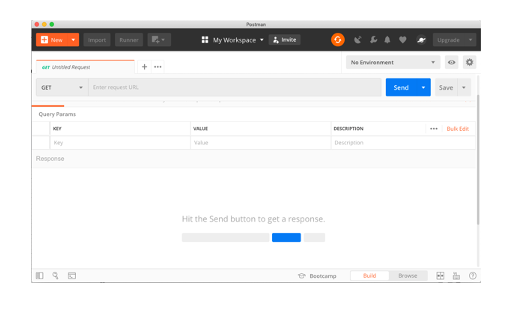 Postman
New Import Runner My Workspace Invite Upgrade
GET Untitled Request No Environment
GET Enter request URL Send Save
Query Params
KEY VALUE DESCRIPTION Bulk Edit
Key Value Description
Response
Hit the Send button to get a response.
Bootcamp Build Browse